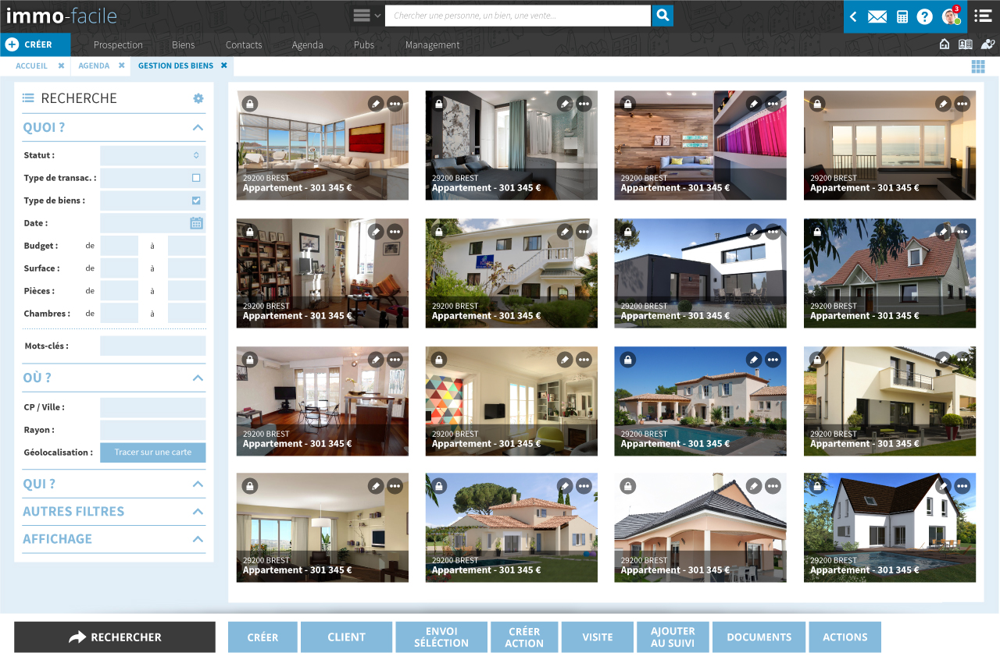 immo-facile
Chercher une personne, un bien, une vente...
3
CRÉER
Prospection
Biens
Contacts
Agenda
Pubs
Management
ACCUEIL
AGENDA
GESTION DES BIENS
RECHERCHE
QUOI ?
Statut :
Type de transac. :
Type de biens :
Date :
Budget : de à
Surface : de à
Pièces : de à
Chambres : de à
Mots-clés :
OÙ ?
CP / Ville :
Rayon :
Géolocalisation : Tracer sur une carte
QUI ?
AUTRES FILTRES
AFFICHAGE
29200 BREST
Appartement - 301 345 €
29200 BREST
Appartement - 301 345 €
29200 BREST
Appartement - 301 345 €
29200 BREST
Appartement - 301 345 €
29200 BREST
Appartement - 301 345 €
29200 BREST
Appartement - 301 345 €
29200 BREST
Appartement - 301 345 €
29200 BREST
Appartement - 301 345 €
29200 BREST
Appartement - 301 345 €
29200 BREST
Appartement - 301 345 €
29200 BREST
Appartement - 301 345 €
29200 BREST
Appartement - 301 345 €
29200 BREST
Appartement - 301 345 €
29200 BREST
Appartement - 301 345 €
29200 BREST
Appartement - 301 345 €
29200 BREST
Appartement - 301 345 €
RECHERCHER
CRÉER
CLIENT
ENVOI
SÉLÉCTION
CRÉER
ACTION
VISITE
AJOUTER
AU SUIVI
DOCUMENTS
ACTIONS